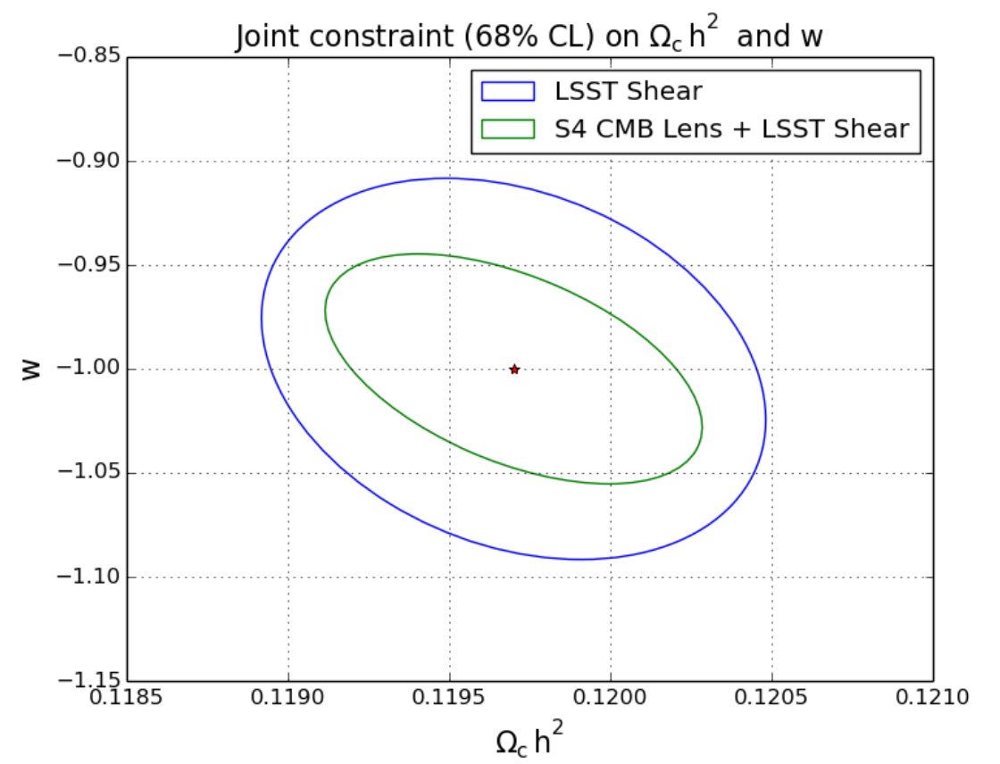 Joint constraint (68% CL) on Ω_c h² and w
−0.85
LSST Shear
S4 CMB Lens + LSST Shear
−0.90
−0.95
−1.00
w
−1.05
−1.10
−1.15
0.1185 0.1190 0.1195 0.1200 0.1205 0.1210
Ω_c h²